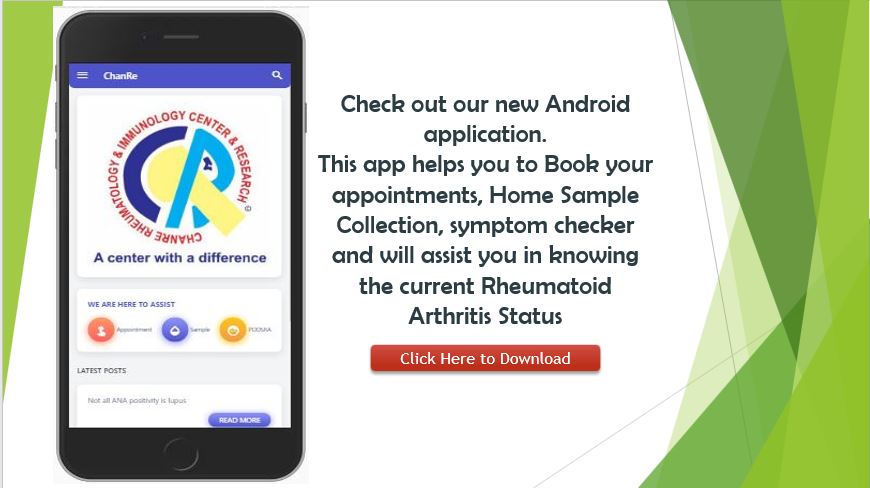 ChanRe
CHANRE RHEUMATOLOGY & IMMUNOLOGY CENTER & RESEARCH
©
A center with a difference
WE ARE HERE TO ASSIST
Appointment
Sample
PDOSRA
LATEST POSTS
Not all ANA positivity is lupus
READ MORE
Check out our new Android
application.
This app helps you to Book your
appointments, Home Sample
Collection, symptom checker
and will assist you in knowing
the current Rheumatoid
Arthritis Status
Click Here to Download